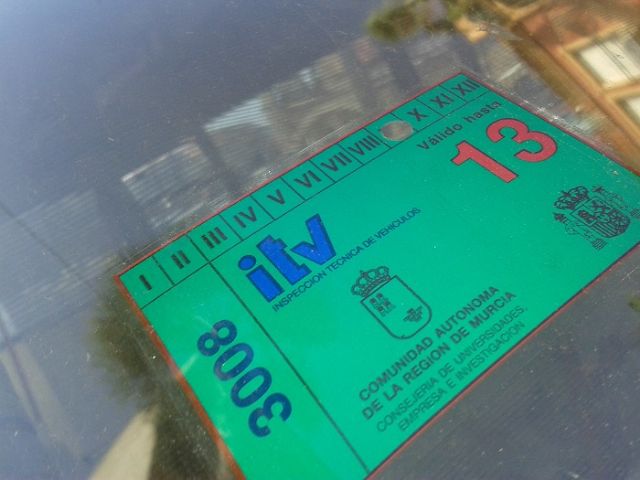 I II III IV V VI VII VIII X XI XII
Válido hasta
13
itv
INSPECCION TECNICA DE VEHICULOS
3008
COMUNIDAD AUTONOMA
DE LA REGION DE MURCIA
CONSEJERIA DE UNIVERSIDADES,
EMPRESA E INVESTIGACION